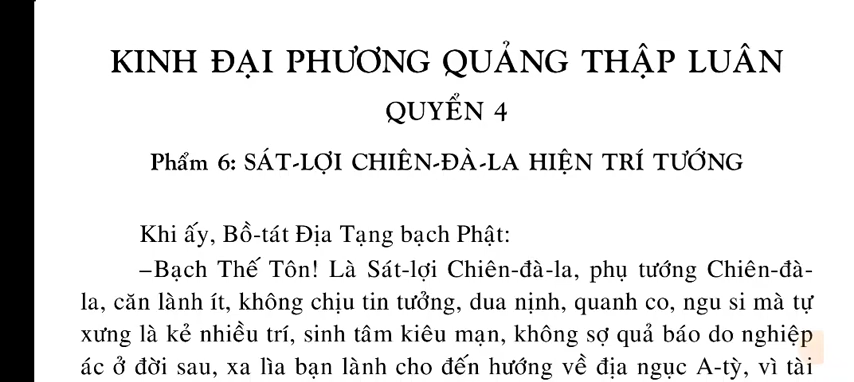 KINH ĐẠI PHƯƠNG QUẢNG THẬP LUÂN
QUYỂN 4
Phẩm 6: SÁT-LỢI CHIÊN-ĐÀ-LA HIỆN TRÍ TƯỚNG
Khi ấy, Bồ-tát Địa Tạng bạch Phật:
–Bạch Thế Tôn! Là Sát-lợi Chiên-đà-la, phụ tướng Chiên-đà-
la, căn lành ít, không chịu tin tưởng, dua nịnh, quanh co, ngu si mà tự
xưng là kẻ nhiều trí, sinh tâm kiêu mạn, không sợ quả báo do nghiệp
ác ở đời sau, xa lìa bạn lành cho đến hướng về địa ngục A-tỳ, vì tài